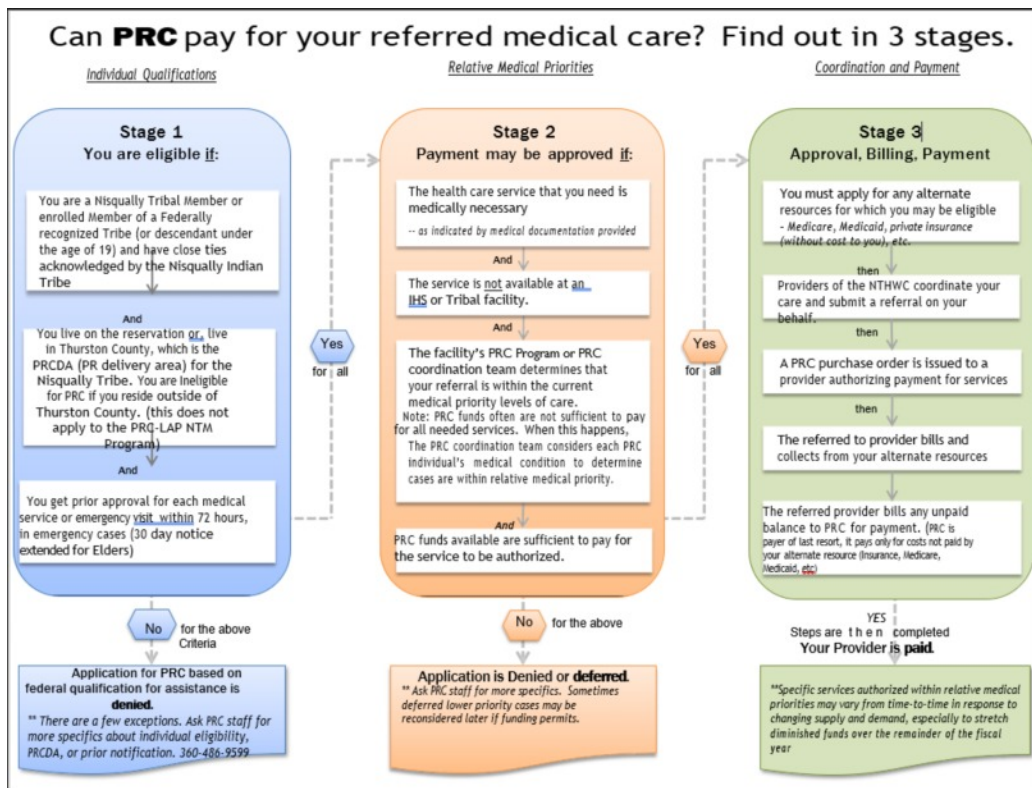 Can PRC pay for your referred medical care? Find out in 3 stages.
Individual Qualifications
Relative Medical Priorities
Coordination and Payment
Stage 1
You are eligible if:
You are a Nisqually Tribal Member or
enrolled Member of a Federally
recognized Tribe (or descendant under
the age of 19) and have close ties
acknowledged by the Nisqually Indian
Tribe
And
You live on the reservation or, live
in Thurston County, which is the
PRCDA (PR delivery area) for the
Nisqually Tribe. You are Ineligible
for PRC if you reside outside of
Thurston County. (this does not
apply to the PRC-LAP NTM
Program)
And
You get prior approval for each medical
service or emergency visit within 72 hours,
in emergency cases (30 day notice
extended for Elders)
Yes
for all
No
for the above
Criteria
Application for PRC based on
federal qualification for assistance is
denied.
** There are a few exceptions. Ask PRC staff for
more specifics about individual eligibility,
PRCDA, or prior notification. 360-486-9599
Stage 2
Payment may be approved if:
The health care service that you need is
medically necessary
-- as indicated by medical documentation provided
And
The service is not available at an
IHS or Tribal facility.
And
The facility's PRC Program or PRC
coordination team determines that
your referral is within the current
medical priority levels of care.
Note: PRC funds often are not sufficient to pay
for all needed services. When this happens,
The PRC coordination team considers each PRC
individual's medical condition to determine
cases are within relative medical priority.
And
PRC funds available are sufficient to pay for
the service to be authorized.
Yes
for all
No
for the above
Application is Denied or deferred.
** Ask PRC staff for more specifics. Sometimes
deferred lower priority cases may be
reconsidered later if funding permits.
Stage 3
Approval, Billing, Payment
You must apply for any alternate
resources for which you may be eligible
- Medicare, Medicaid, private insurance
(without cost to you), etc.
then
Providers of the NTHWC coordinate your
care and submit a referral on your
behalf.
then
A PRC purchase order is issued to a
provider authorizing payment for services
then
The referred to provider bills and
collects from your alternate resources
The referred provider bills any unpaid
balance to PRC for payment. (PRC is
payer of last resort, it pays only for costs not paid by
your alternate resource (Insurance, Medicare,
Medicaid, etc)
YES
Steps are then completed
Your Provider is paid.
**Specific services authorized within relative medical
priorities may vary from time-to-time in response to
changing supply and demand, especially to stretch
diminished funds over the remainder of the fiscal
year